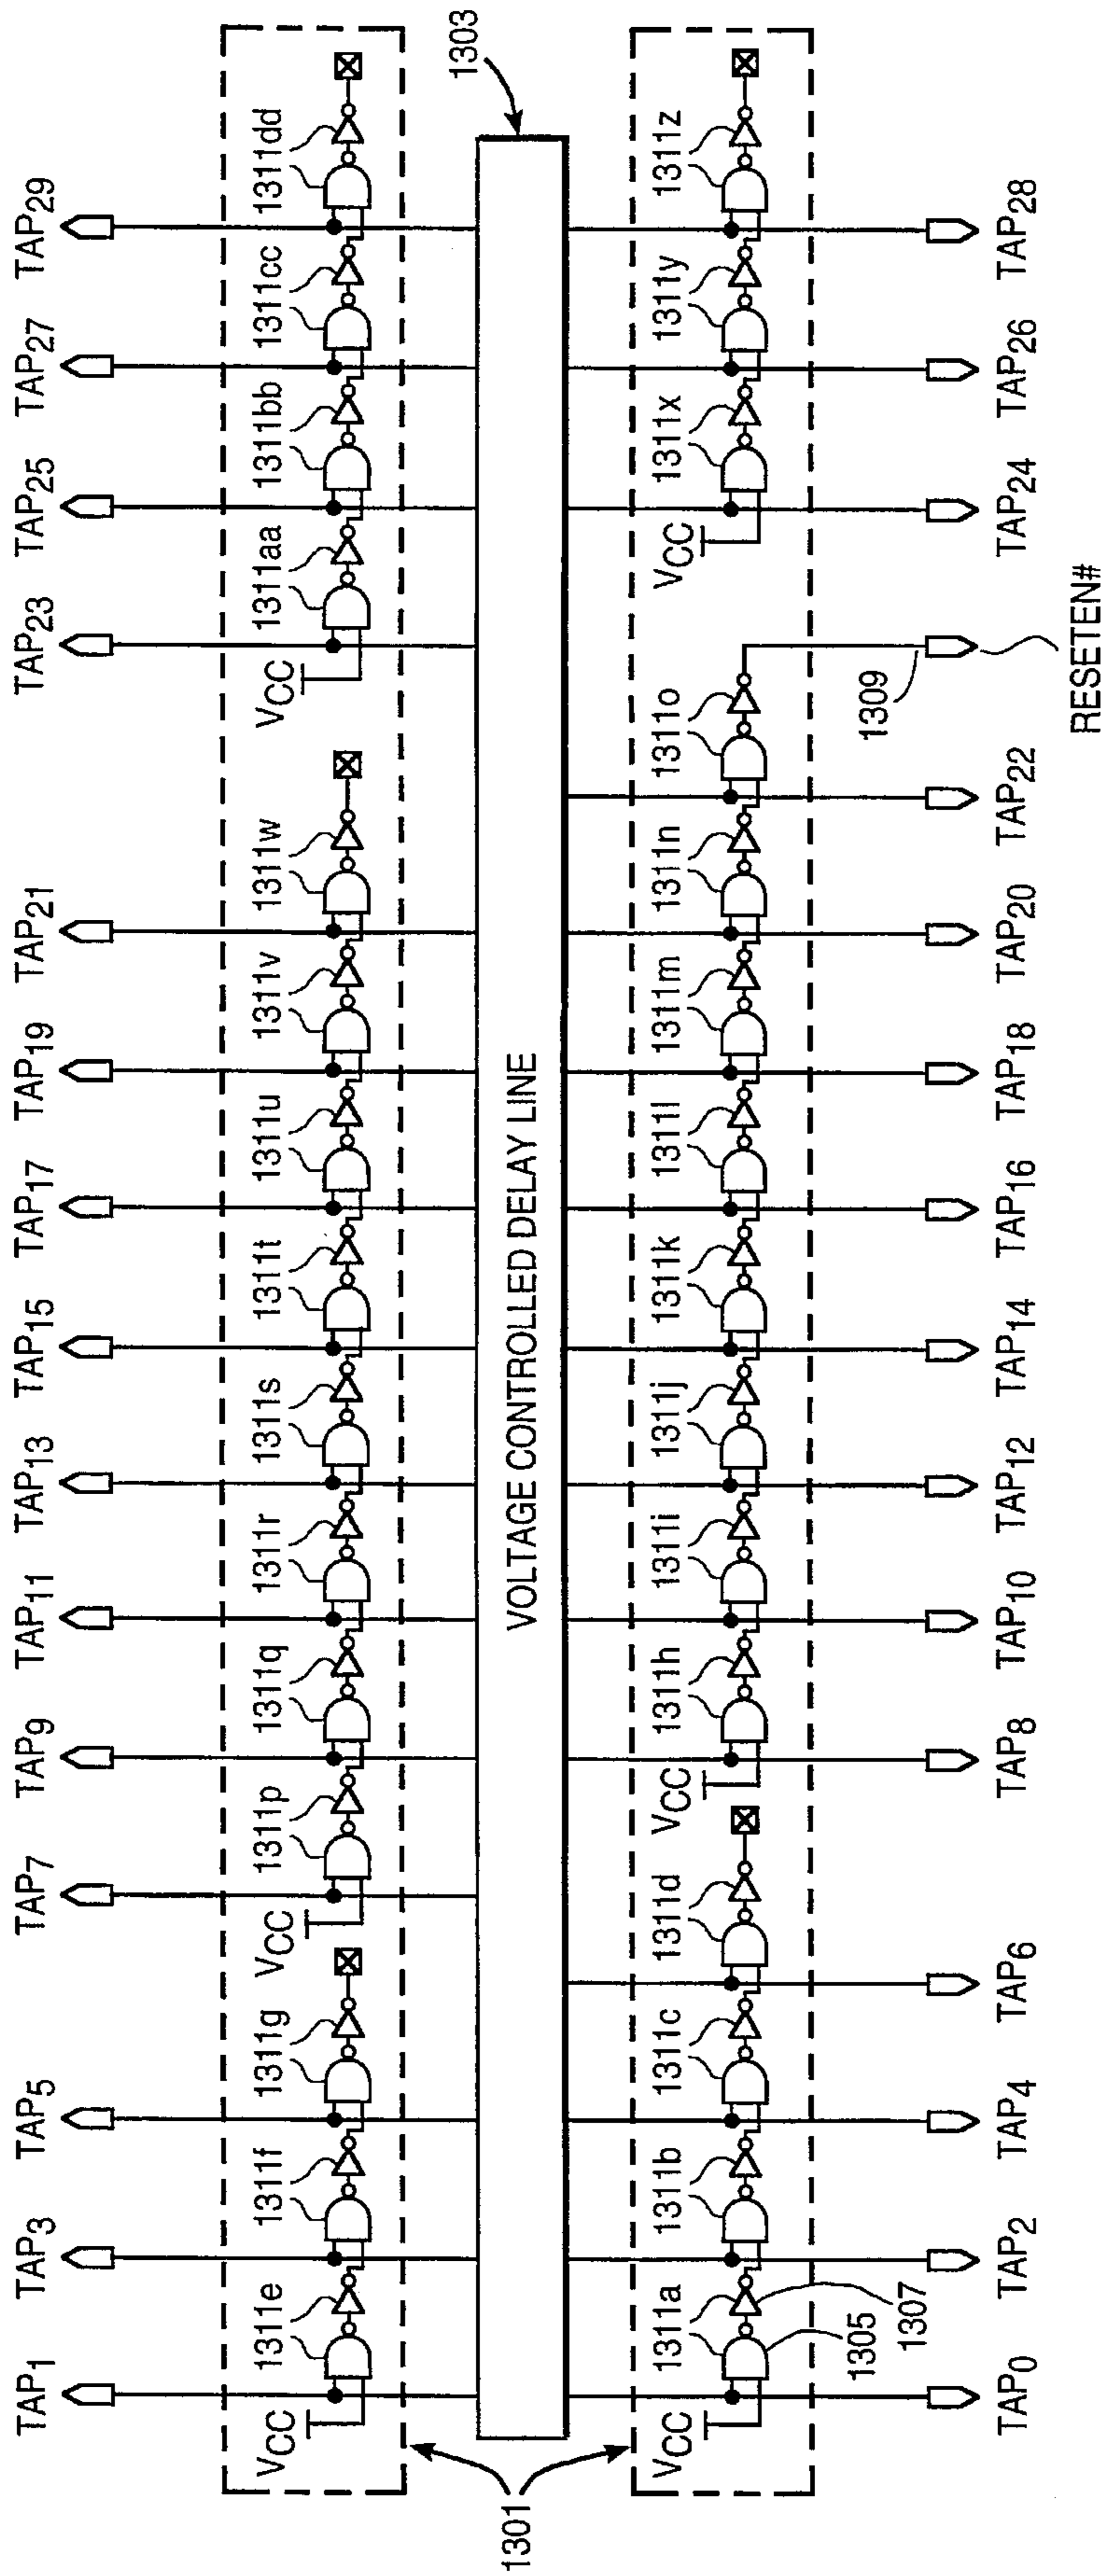 TAP1 TAP3 TAP5 TAP7 TAP9 TAP11 TAP13 TAP15 TAP17 TAP19 TAP21 TAP23 TAP25 TAP27 TAP29
1311e 1311f 1311g 1311p 1311q 1311r 1311s 1311t 1311u 1311v 1311w 1311aa 1311bb 1311cc 1311dd
VCC VCC VCC
1303
VOLTAGE CONTROLLED DELAY LINE
1301
1311a 1311b 1311c 1311d 1311h 1311i 1311j 1311k 1311l 1311m 1311n 1311o 1311x 1311y 1311z
VCC VCC VCC
1305
1307
1309
TAP0 TAP2 TAP4 TAP6 TAP8 TAP10 TAP12 TAP14 TAP16 TAP18 TAP20 TAP22 TAP24 TAP26 TAP28
RESETEN#